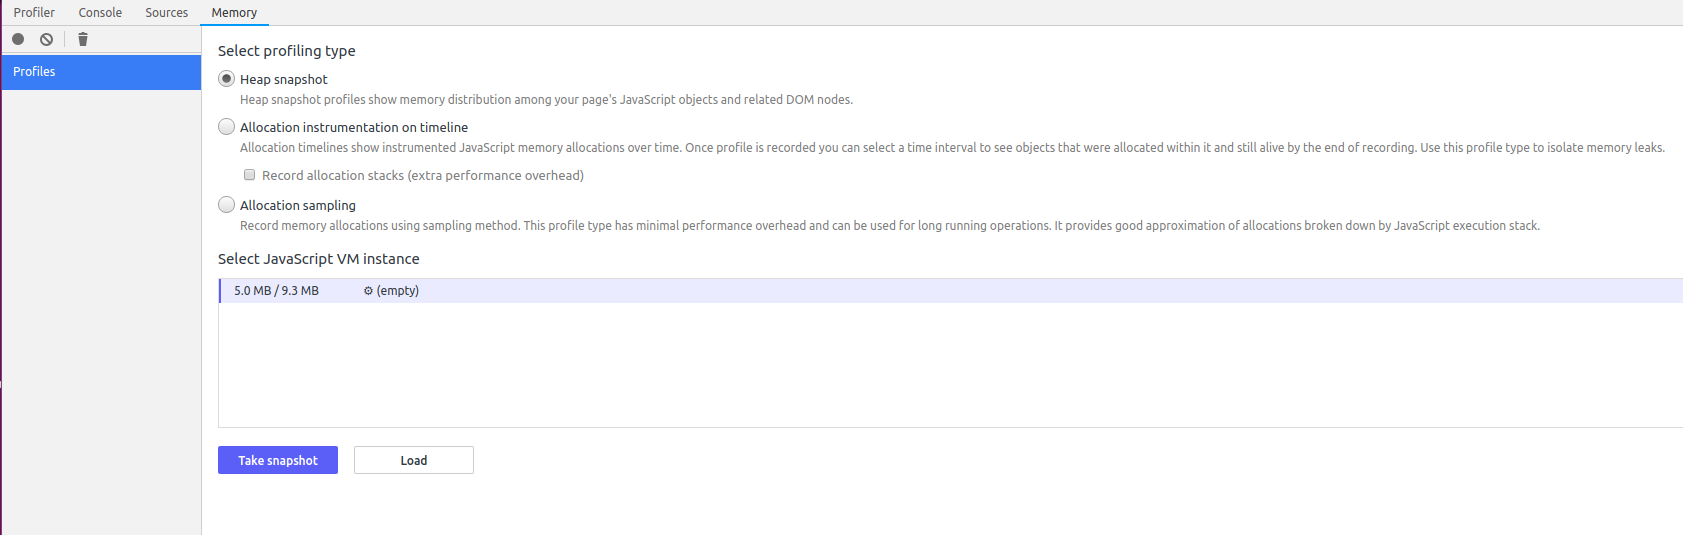 Profiler Console Sources Memory
Profiles
Select profiling type
Heap snapshot
Heap snapshot profiles show memory distribution among your page's JavaScript objects and related DOM nodes.
Allocation instrumentation on timeline
Allocation timelines show instrumented JavaScript memory allocations over time. Once profile is recorded you can select a time interval to see objects that were allocated within it and still alive by the end of recording. Use this profile type to isolate memory leaks.
Record allocation stacks (extra performance overhead)
Allocation sampling
Record memory allocations using sampling method. This profile type has minimal performance overhead and can be used for long running operations. It provides good approximation of allocations broken down by JavaScript execution stack.
Select JavaScript VM instance
5.0 MB / 9.3 MB (empty)
Take snapshot Load